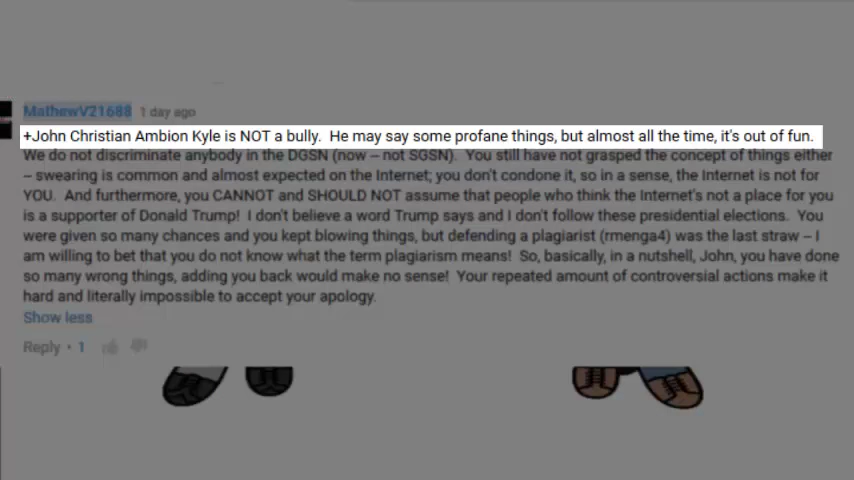 MathewV21688 1 day ago
+John Christian Ambion Kyle is NOT a bully.  He may say some profane things, but almost all the time, it's out of fun.
We do not discriminate anybody in the DGSN (now – not SGSN).  You still have not grasped the concept of things either
– swearing is common and almost expected on the Internet; you don't condone it, so in a sense, the Internet is not for
YOU.  And furthermore, you CANNOT and SHOULD NOT assume that people who think the Internet's not a place for you
is a supporter of Donald Trump!  I don't believe a word Trump says and I don't follow these presidential elections.  You
were given so many chances and you kept blowing things, but defending a plagiarist (rmenga4) was the last straw – I
am willing to bet that you do not know what the term plagiarism means!  So, basically, in a nutshell, John, you have done
so many wrong things, adding you back would make no sense!  Your repeated amount of controversial actions make it
hard and literally impossible to accept your apology.
Show less
Reply • 1